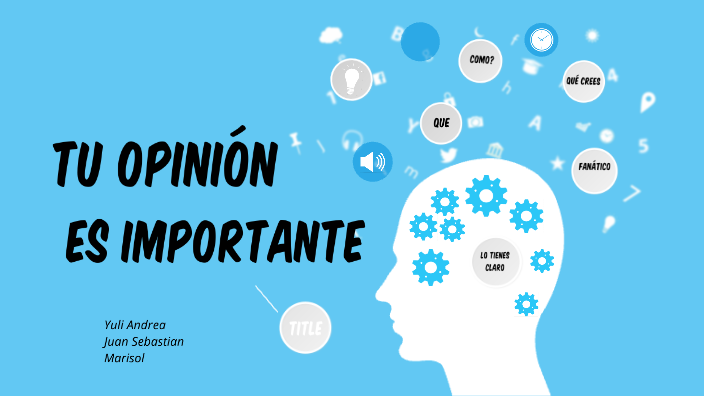 TU OPINIÓN
ES IMPORTANTE
Yuli Andrea
Juan Sebastian
Marisol
TITLE
COMO?
QUÉ CREES
QUE
FANÁTICO
LO TIENES
CLARO